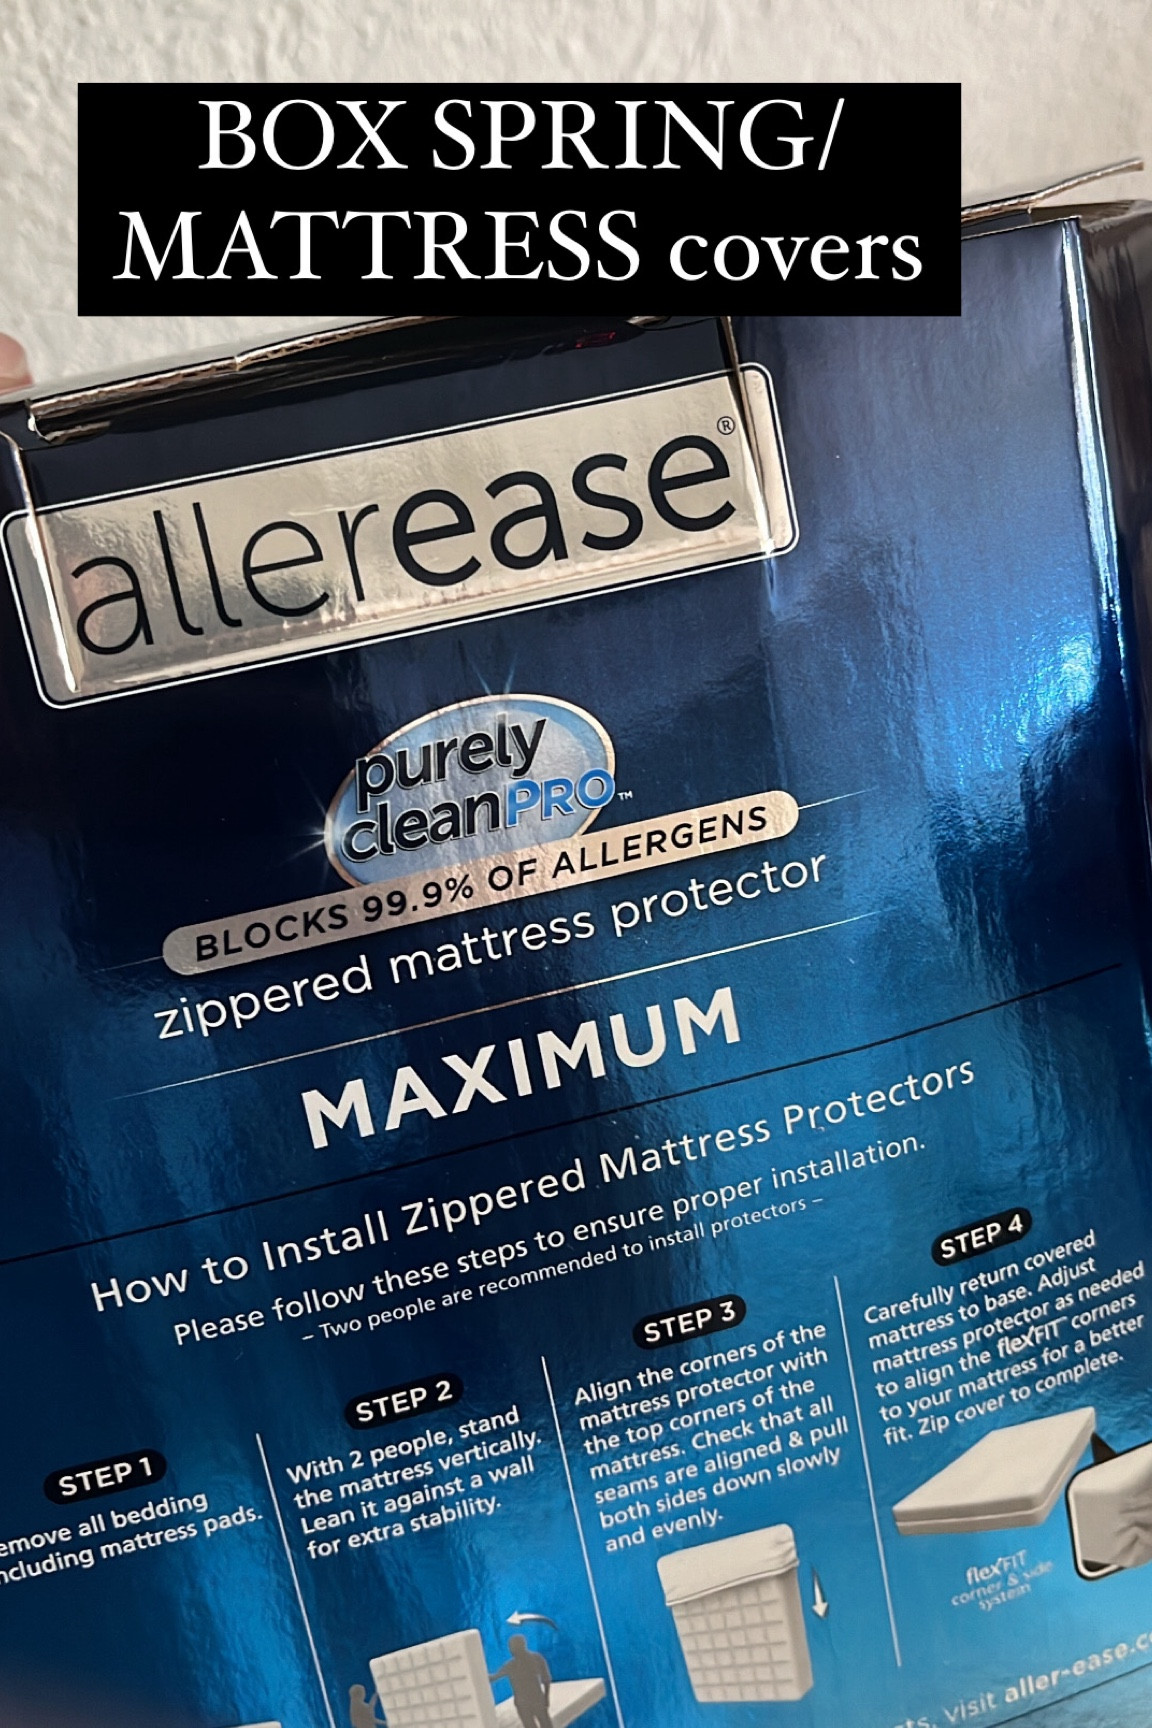 BOX SPRING/
MATTRESS covers
allerease®
purely
cleanPRO™
BLOCKS 99.9% OF ALLERGENS
zippered mattress protector
MAXIMUM
How to Install Zippered Mattress Protectors
Please follow these steps to ensure proper installation.
– Two people are recommended to install protectors –
STEP 1
emove all bedding
ncluding mattress pads.
STEP 2
With 2 people, stand
the mattress vertically.
Lean it against a wall
for extra stability.
STEP 3
Align the corners of the
mattress protector with
the top corners of the
mattress. Check that all
seams are aligned & pull
both sides down slowly
and evenly.
STEP 4
Carefully return covered
mattress to base. Adjust
mattress protector as needed
to align the flexFIT™ corners
to your mattress for a better
fit. Zip cover to complete.
flexFIT
corner & side
system
ts, visit aller-ease.c